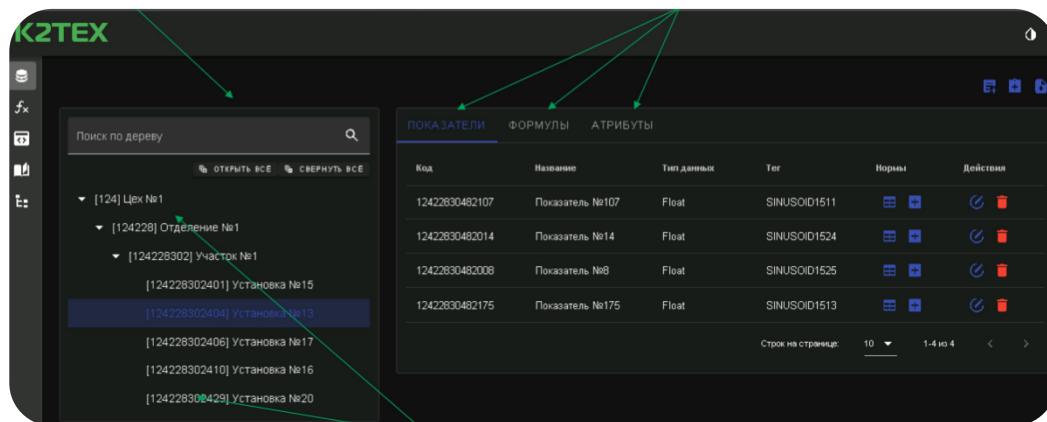 K2TEX
fx
Поиск по дереву
ОТКРЫТЬ ВСЁ СВЕРНУТЬ ВСЁ
[124] Цех №1
[124228] Отделение №1
[124228302] Участок №1
[124228302401] Установка №15
[124228302404] Установка №13
[124228302406] Установка №17
[124228302410] Установка №16
[124228302429] Установка №20
ПОКАЗАТЕЛИ ФОРМУЛЫ АТРИБУТЫ
Код Название Тип данных Тег Нормы Действия
12422830482107 Показатель №107 Float SINUSOID1511
12422830482014 Показатель №14 Float SINUSOID1524
12422830482008 Показатель №8 Float SINUSOID1525
12422830482175 Показатель №175 Float SINUSOID1513
Строк на странице: 10 1-4 из 4